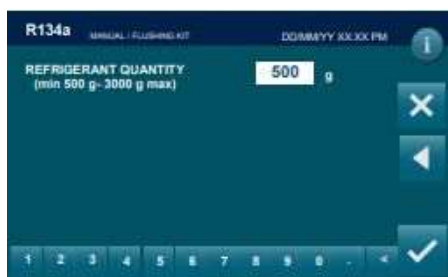 R134a MANUAL / FLUSHING KIT DD/MM/YY XX:XX PM
REFRIGERANT QUANTITY 500 g
(min 500 g- 3000 g max)
1 2 3 4 5 6 7 8 9 0 . <